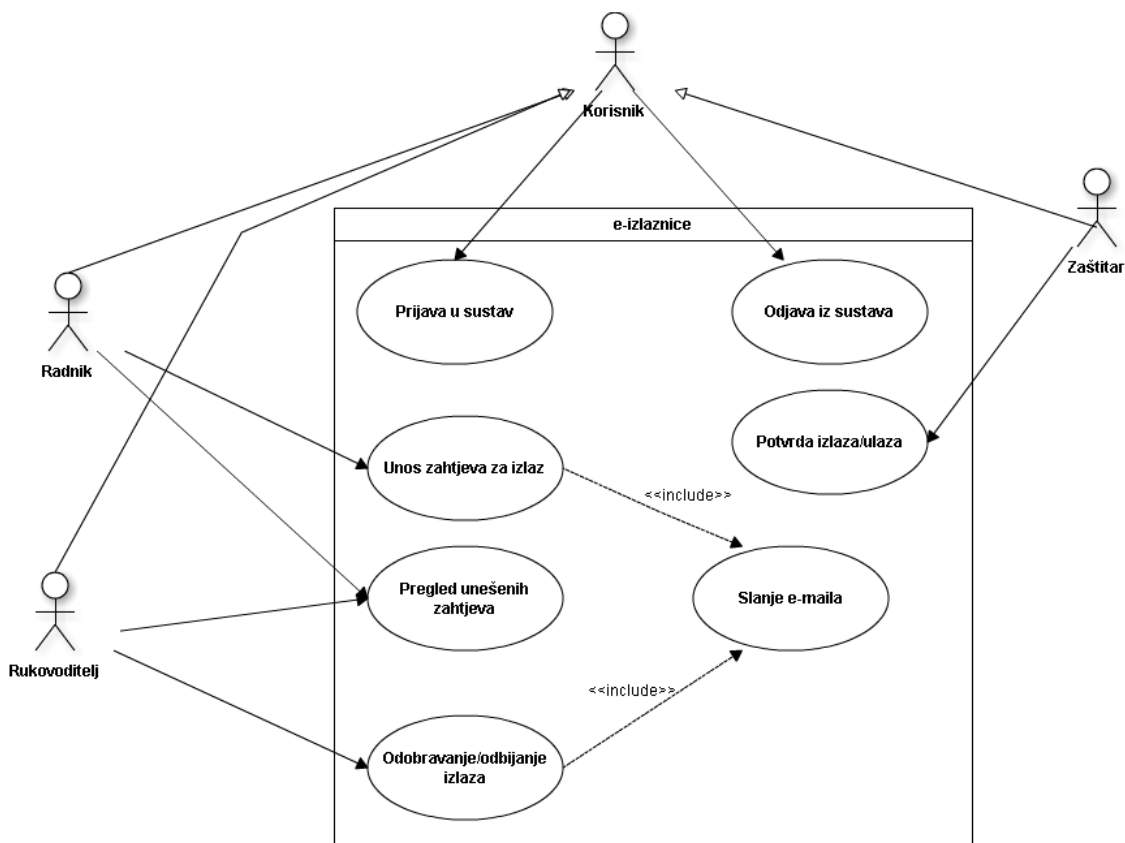 Korisnik
e-izlaznice
Zaštitar
Prijava u sustav
Odjava iz sustava
Radnik
Unos zahtjeva za izlaz
Potvrda izlaza/ulaza
<<include>>
Pregled unešenih
zahtjeva
Slanje e-maila
Rukovoditelj
<<include>>
Odobravanje/odbijanje
izlaza